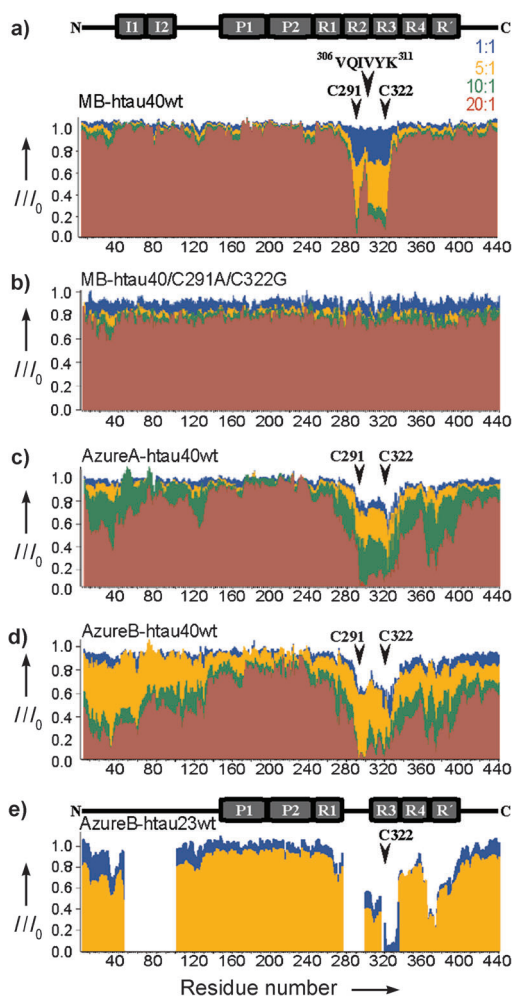 a) N I1 I2 P1 P2 R1 R2 R3 R4 R´ C
1:1
5:1
10:1
20:1
306 VQIVYK 311
C291 C322
MB-htau40wt
1.0
0.8
0.6
0.4
0.2
0
I/I0
40 80 120 160 200 240 280 320 360 400 440
b) MB-htau40/C291A/C322G
1.0
0.8
0.6
0.4
0.2
0.0
I/I0
40 80 120 160 200 240 280 320 360 400 440
c) AzureA-htau40wt
C291 C322
1.0
0.8
0.6
0.4
0.2
0.0
I/I0
40 80 120 160 200 240 280 320 360 400 440
d) AzureB-htau40wt
C291 C322
1.0
0.8
0.6
0.4
0.2
0.0
I/I0
40 80 120 160 200 240 280 320 360 400 440
e) N P1 P2 R1 R3 R4 R´ C
AzureB-htau23wt
C322
1.0
0.8
0.6
0.4
0.2
0.0
I/I0
40 80 120 160 200 240 280 320 360 400 440
Residue number